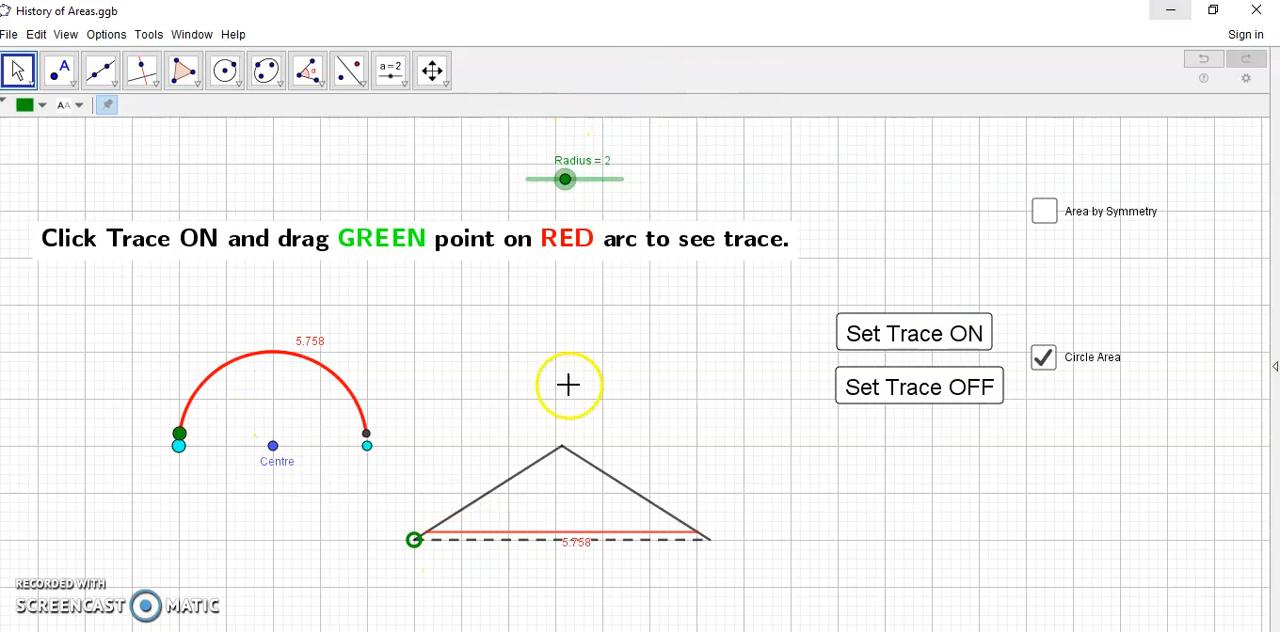 History of Areas.ggb
File Edit View Options Tools Window Help
Sign in
A
α
a=2
AA
Radius = 2
Area by Symmetry
Click Trace ON and drag GREEN point on RED arc to see trace.
Set Trace ON
5.758
Circle Area
Set Trace OFF
Centre
5.758
RECORDED WITH
SCREENCAST MATIC